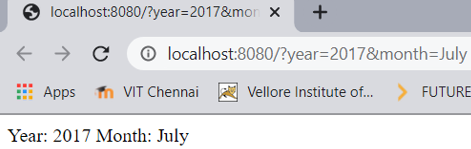 localhost:8080/?year=2017&mon
localhost:8080/?year=2017&month=July
Apps VIT Chennai Vellore Institute of... FUTURE
Year: 2017 Month: July